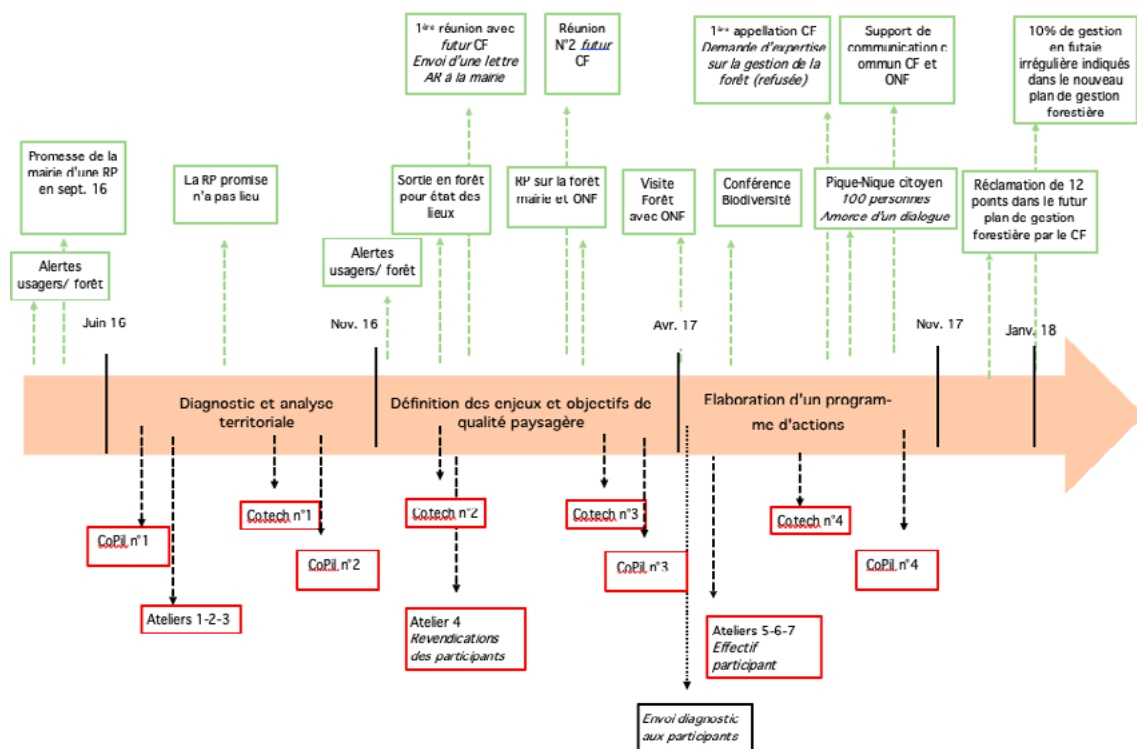 1ère réunion avec
futur CF
Envoi d'une lettre
AR à la mairie
Réunion
N°2 futur
CF
1ère appellation CF
Demande d'expertise
sur la gestion de la
forêt (refusée)
Support de
communication c
ommun CF et
ONF
10% de gestion
en futaie
irrégulière indiqués
dans le nouveau
plan de gestion
forestière
Promesse de la
mairie d'une RP
en sept. 16
La RP promise
n'a pas lieu
Sortie en forêt
pour état des
lieux
RP sur la forêt
mairie et ONF
Visite
Forêt
avec ONF
Conférence
Biodiversité
Pique-Nique citoyen
100 personnes
Amorce d'un dialogue
Réclamation de 12
points dans le futur
plan de gestion
forestière par le CF
Alertes
usagers/ forêt
Alertes
usagers/ forêt
Juin 16
Nov. 16
Avr. 17
Nov. 17
Janv. 18
Diagnostic et analyse
territoriale
Définition des enjeux et objectifs de
qualité paysagère
Elaboration d'un program-
me d'actions
CoPil n°1
Cotech n°1
CoPil n°2
Cotech n°2
Cotech n°3
CoPil n°3
Cotech n°4
CoPil n°4
Ateliers 1-2-3
Atelier 4
Revendications
des participants
Ateliers 5-6-7
Effectif
participant
Envoi diagnostic
aux participants